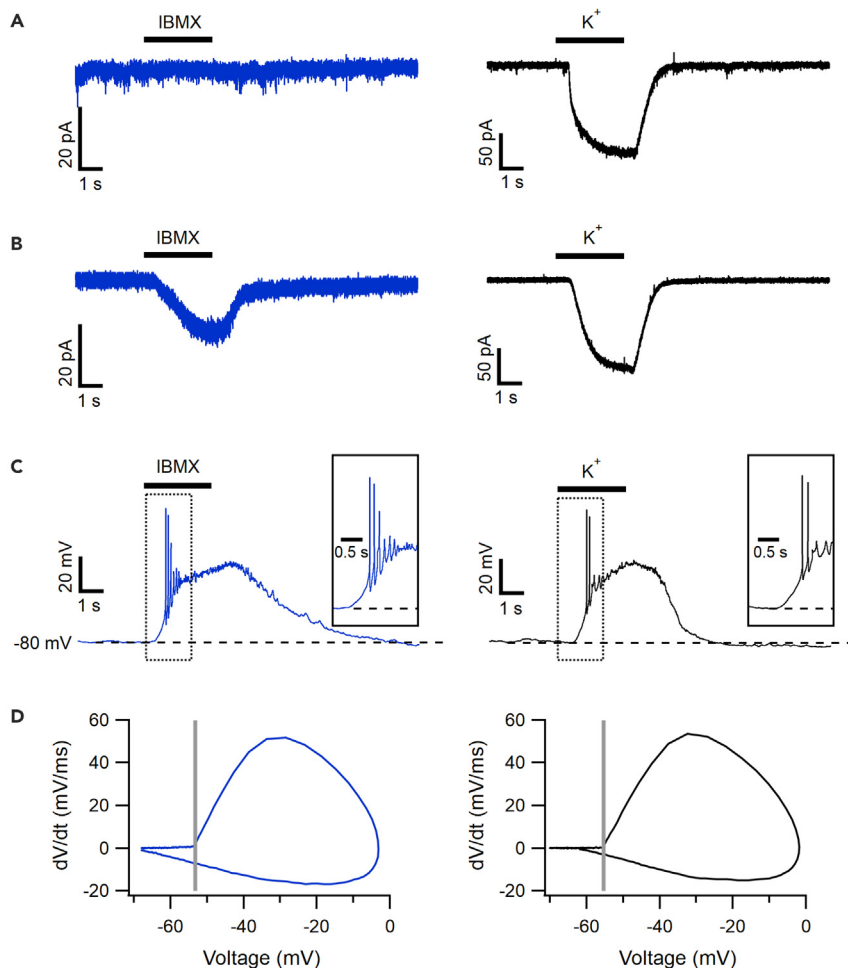 A
IBMX
20 pA
1 s
K+
50 pA
1 s
B
IBMX
20 pA
1 s
K+
50 pA
1 s
C
IBMX
20 mV
1 s
-80 mV
0.5 s
K+
20 mV
1 s
0.5 s
D
dV/dt (mV/ms)
60
40
20
0
-20
-60
-40
-20
0
Voltage (mV)
dV/dt (mV/ms)
60
40
20
0
-20
-60
-40
-20
0
Voltage (mV)